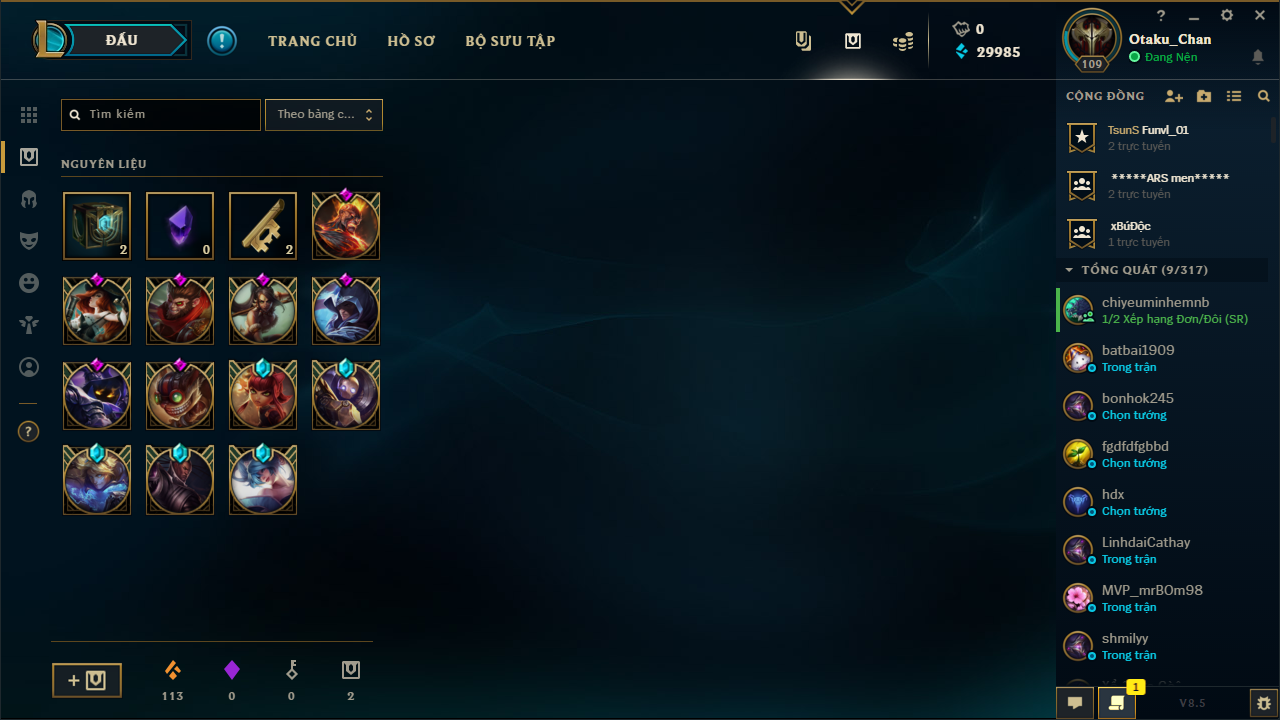 ĐẤU
TRANG CHỦ
HỒ SƠ
BỘ SƯU TẬP
0
29985
109
Otaku_Chan
Đang Nện
Tìm kiếm
Theo bảng c...
NGUYÊN LIỆU
2
0
2
113
0
0
2
CỘNG ĐỒNG
TsunS Funvl_01
2 trực tuyến
*****ARS men*****
2 trực tuyến
xBúĐộc
1 trực tuyến
TỔNG QUÁT (9/317)
chiyeuminhemnb
1/2 Xếp hạng Đơn/Đôi (SR)
batbai1909
Trong trận
bonhok245
Chọn tướng
fgdfdfgbbd
Chọn tướng
hdx
Chọn tướng
LinhdaiCathay
Trong trận
MVP_mrBOm98
Trong trận
shmilyy
Trong trận
1
V8.5